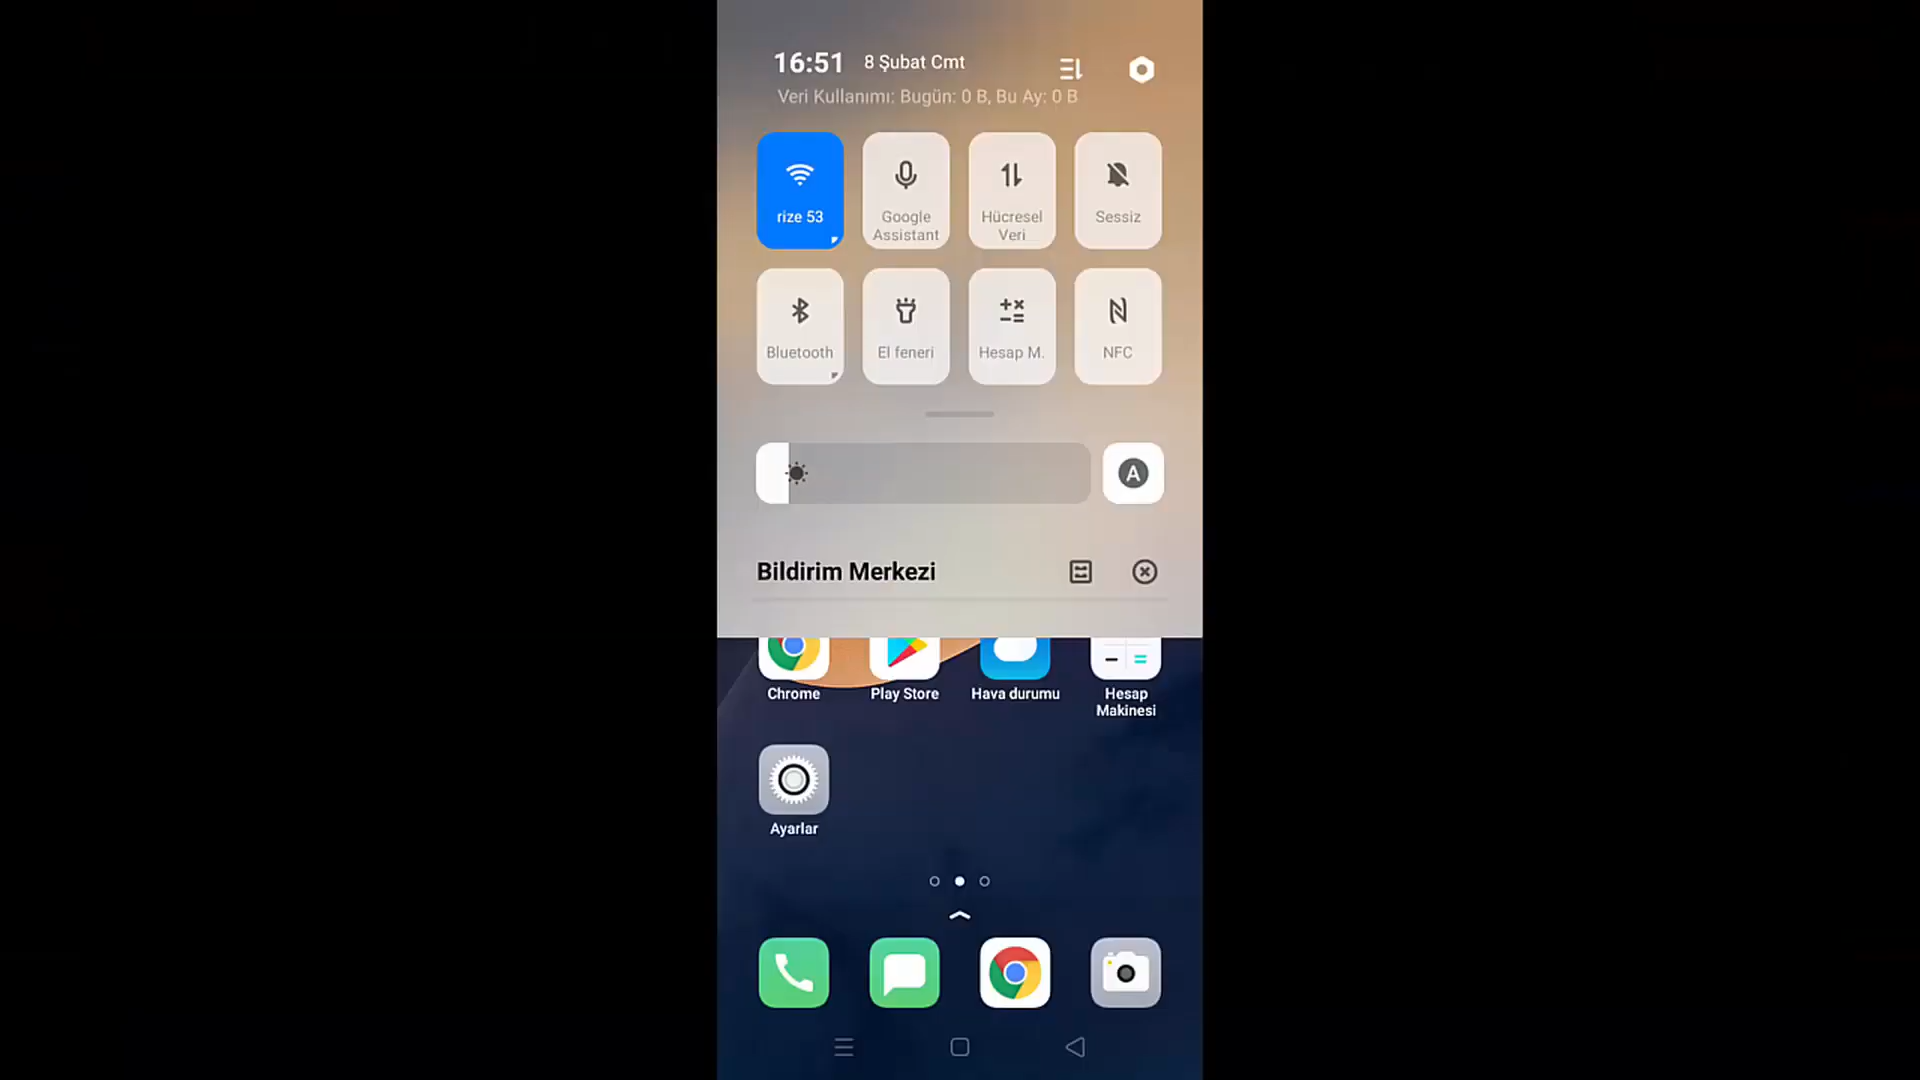 16:51 8 Şubat Cmt
Veri Kullanımı: Bugün: 0 B, Bu Ay: 0 B
rize 53
Google
Assistant
Hücresel
Veri
Sessiz
Bluetooth
El feneri
Hesap M.
NFC
A
Bildirim Merkezi
Chrome
Play Store
Hava durumu
Hesap
Makinesi
Ayarlar